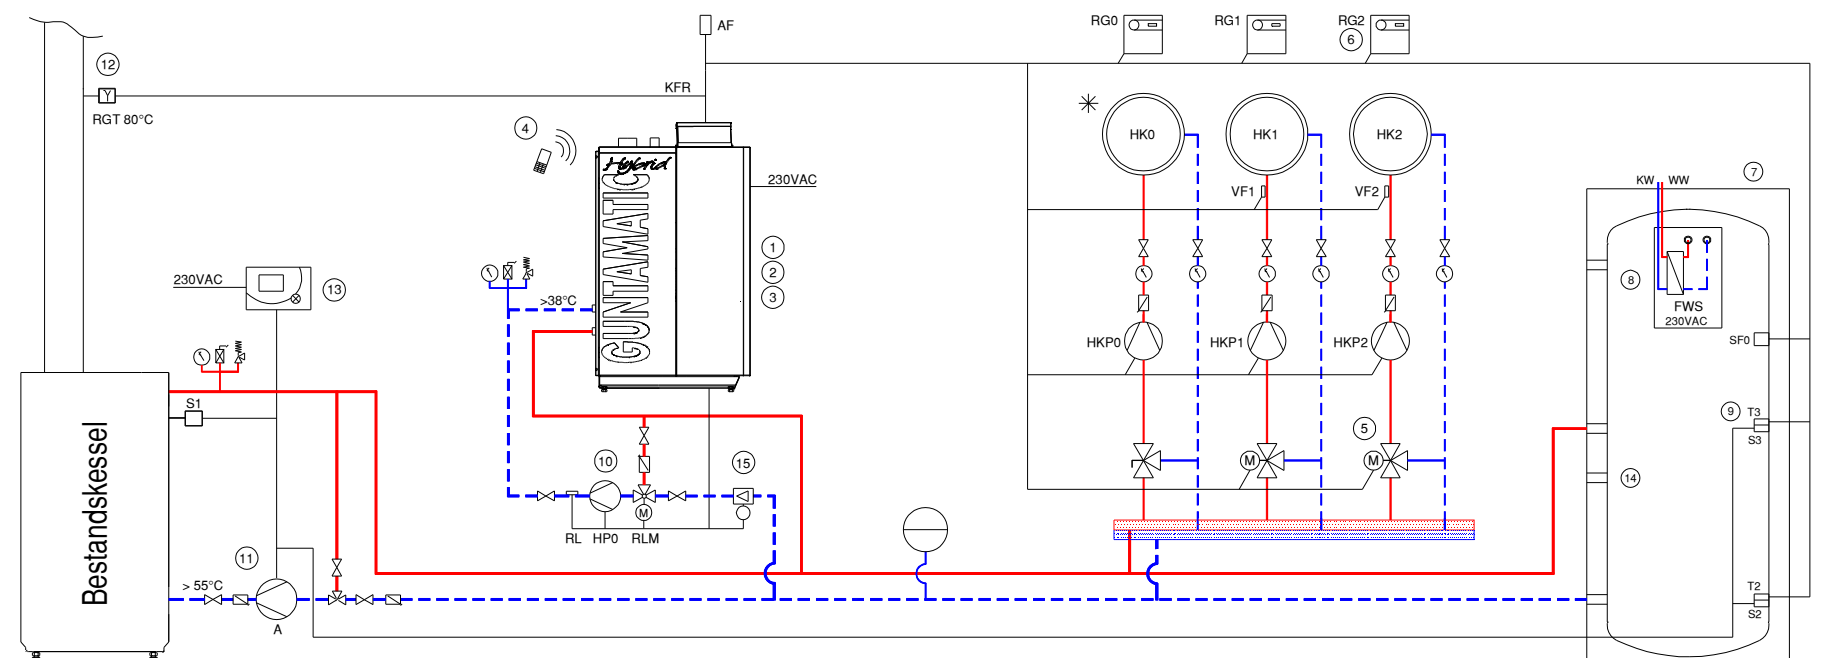 AF
RG0
RG1
RG2
6
12
KFR
Y
RGT 80°C
4
HK0
HK1
HK2
Hybrid
GUNTAMATIC
230VAC
KW
WW
7
VF1
VF2
1
2
3
230VAC
13
>38°C
8
FWS
230VAC
HKP0
HKP1
HKP2
SF0
S1
Bestandskessel
9
T3
S3
5
10
15
M
M
14
M
RL
HP0
RLM
11
> 55°C
A
T2
S2